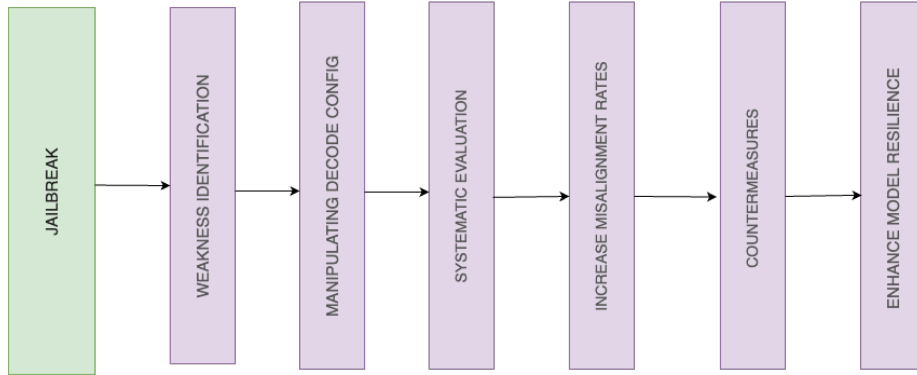 JAILBREAK
WEAKNESS IDENTIFICATION
MANIPULATING DECODE CONFIG
SYSTEMATIC EVALUATION
INCREASE MISALIGNMENT RATES
COUNTERMEASURES
ENHANCE MODEL RESILIENCE